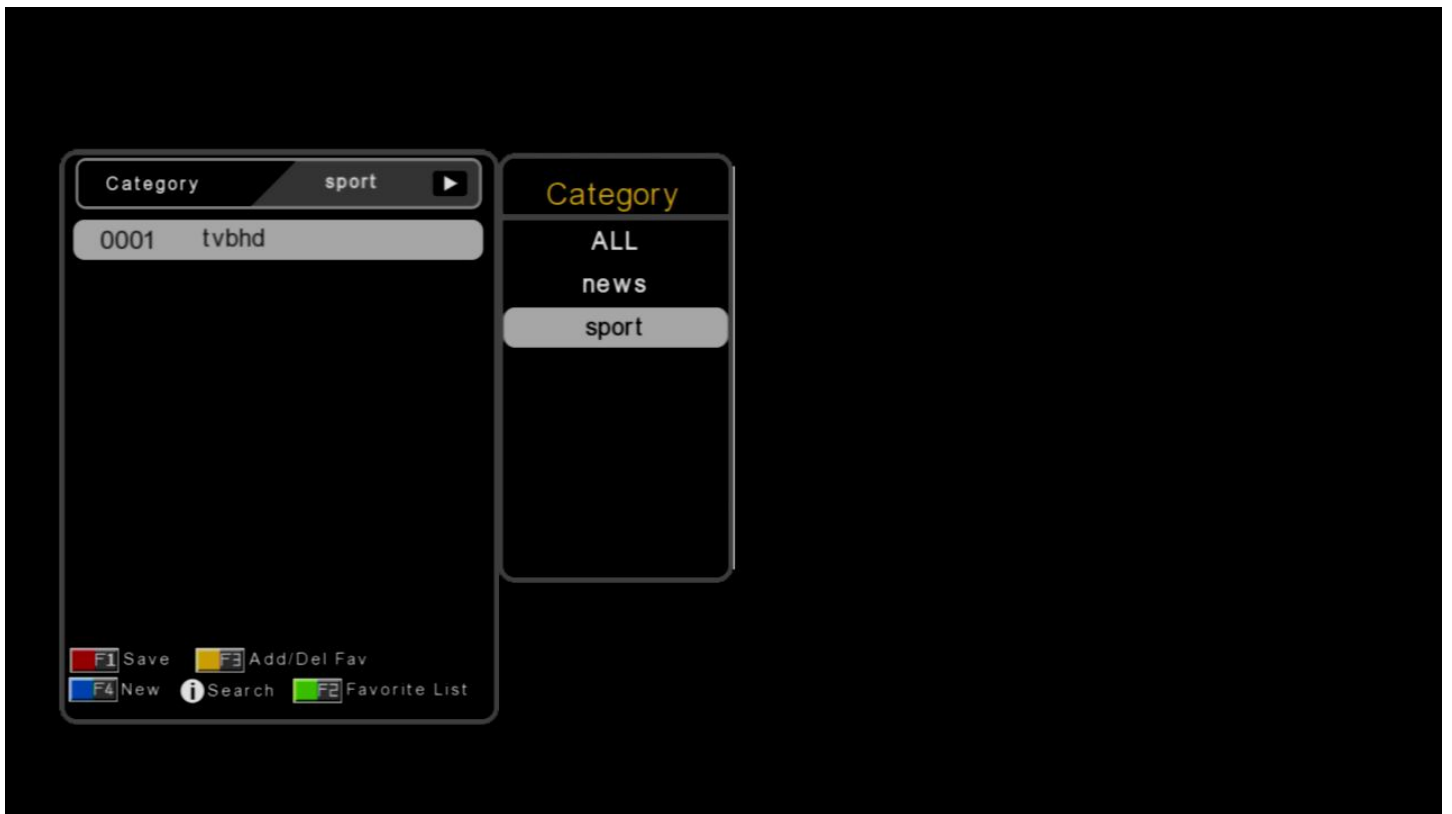 Category sport
0001 tvbhd
F1 Save F3 Add/Del Fav
F4 New i Search F2 Favorite List
Category
ALL
news
sport